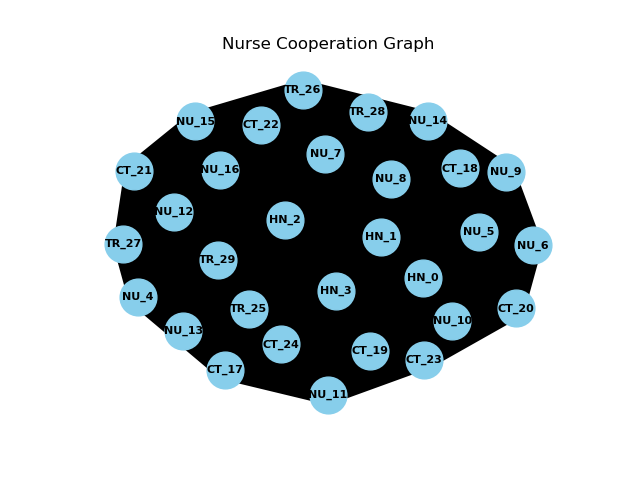 Nurse Cooperation Graph
TR_26
TR_28
NU_15
CT_22
NU_14
NU_7
CT_21
NU_16
NU_8
CT_18
NU_9
NU_12
HN_2
HN_1
NU_5
TR_27
NU_6
TR_29
HN_0
NU_4
HN_3
TR_25
CT_20
NU_13
NU_10
CT_24
CT_19
CT_23
CT_17
NU_11